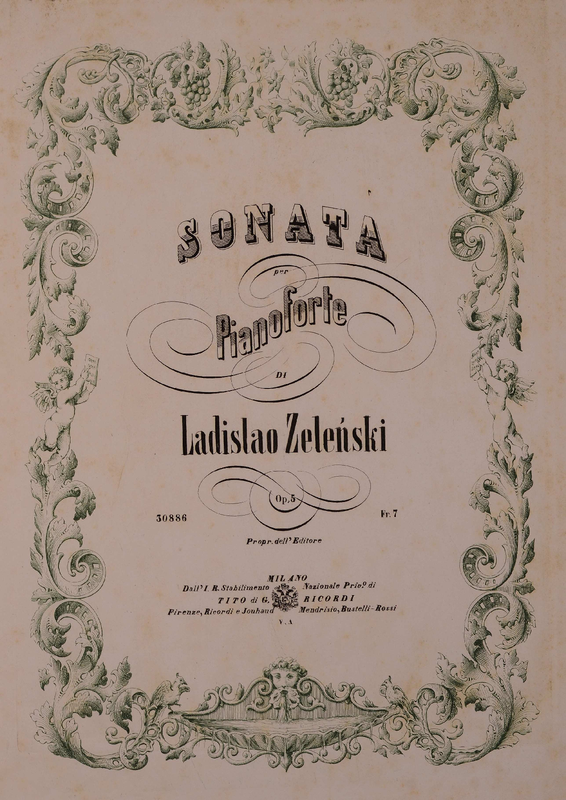 SONATA
per
Pianoforte
DI
Ladislao Zeleński
Op. 5
30886
Fr. 7
Propr. dell'Editore
MILANO
Dall'I. R. Stabilimento Nazionale Priv.º di
TITO di G. RICORDI
Firenze, Ricordi e Jouhaud Mendrisio, Bustelli-Rossi
V. A